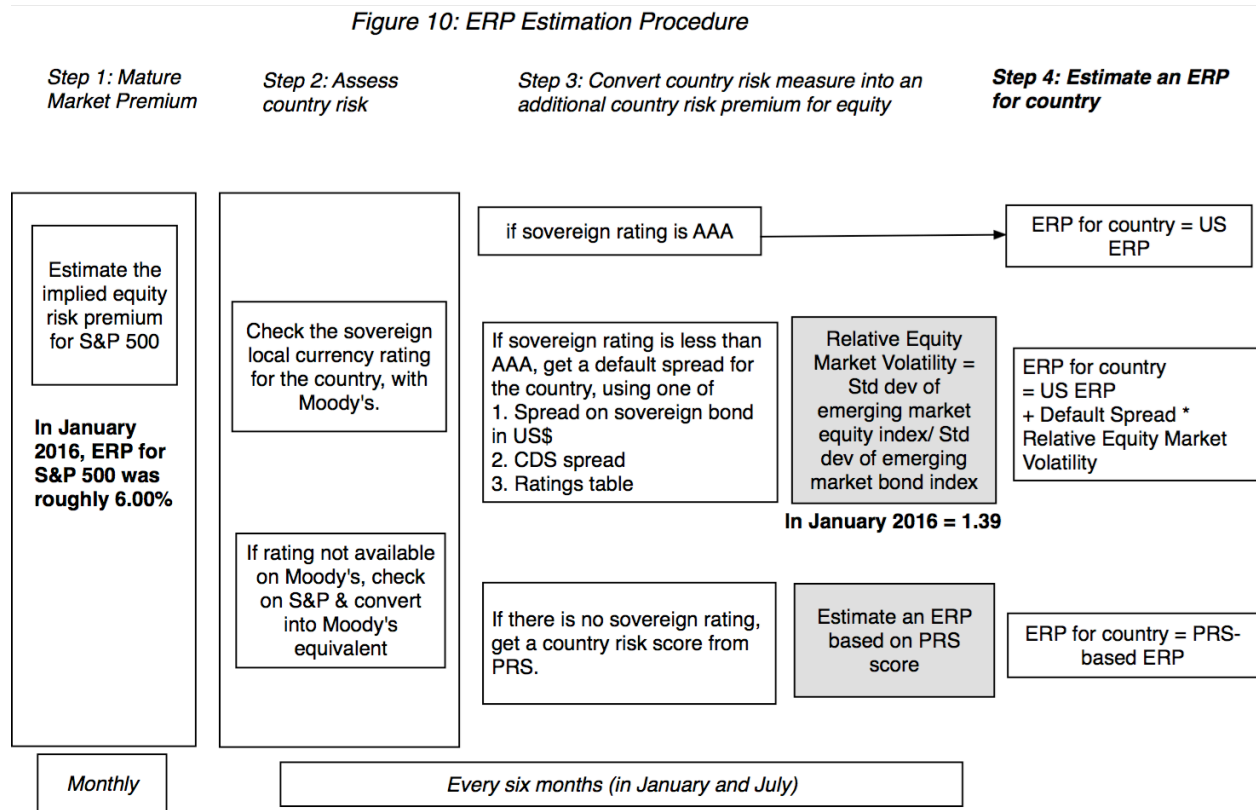 Figure 10: ERP Estimation Procedure
Step 1: Mature
Market Premium
Step 2: Assess
country risk
Step 3: Convert country risk measure into an
additional country risk premium for equity
Step 4: Estimate an ERP
for country
Estimate the
implied equity
risk premium
for S&P 500
In January
2016, ERP for
S&P 500 was
roughly 6.00%
Check the sovereign
local currency rating
for the country, with
Moody's.
If rating not available
on Moody's, check
on S&P & convert
into Moody's
equivalent
if sovereign rating is AAA
ERP for country = US
ERP
If sovereign rating is less than
AAA, get a default spread for
the country, using one of
1. Spread on sovereign bond
in US$
2. CDS spread
3. Ratings table
Relative Equity
Market Volatility =
Std dev of
emerging market
equity index/ Std
dev of emerging
market bond index
In January 2016 = 1.39
ERP for country
= US ERP
+ Default Spread *
Relative Equity Market
Volatility
If there is no sovereign rating,
get a country risk score from
PRS.
Estimate an ERP
based on PRS
score
ERP for country = PRS-
based ERP
Monthly
Every six months (in January and July)